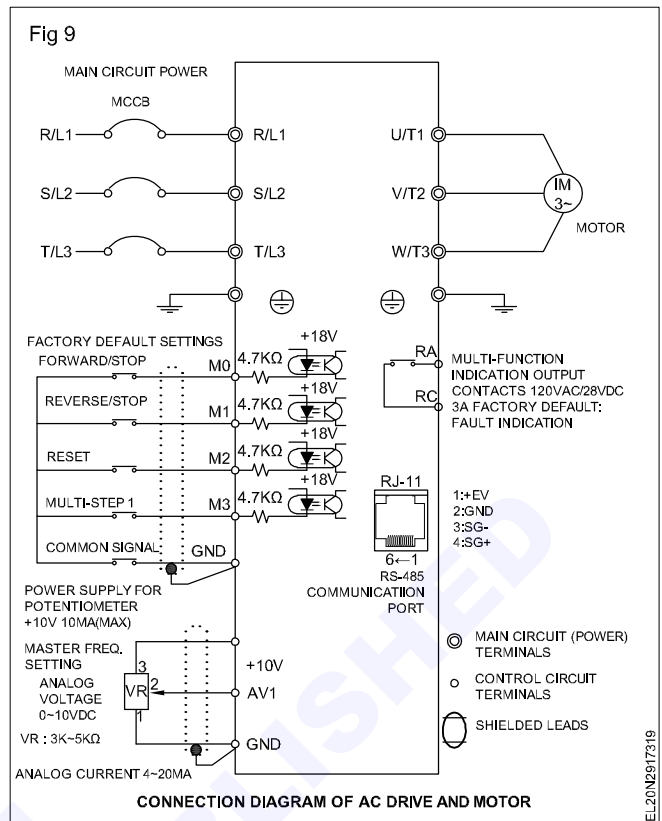 Fig 9
MAIN CIRCUIT POWER
MCCB
R/L1
R/L1
U/T1
S/L2
S/L2
V/T2
IM
3~
MOTOR
T/L3
T/L3
W/T3
FACTORY DEFAULT SETTINGS
FORWARD/STOP
M0
4.7KΩ
+18V
REVERSE/STOP
M1
4.7KΩ
+18V
RESET
M2
4.7KΩ
+18V
MULTI-STEP 1
M3
4.7KΩ
+18V
COMMON SIGNAL
GND
RA
RC
MULTI-FUNCTION
INDICATION OUTPUT
CONTACTS 120VAC/28VDC
3A FACTORY DEFAULT:
FAULT INDICATION
RJ-11
6←1
RS-485
COMMUNICATIION
PORT
1:+EV
2:GND
3:SG-
4:SG+
POWER SUPPLY FOR
POTENTIOMETER
+10V 10MA(MAX)
MASTER FREQ.
SETTING
ANALOG
VOLTAGE
0~10VDC
VR : 3K~5KΩ
3
VR
2
1
+10V
AV1
GND
ANALOG CURRENT 4~20MA
MAIN CIRCUIT (POWER)
TERMINALS
CONTROL CIRCUIT
TERMINALS
SHIELDED LEADS
CONNECTION DIAGRAM OF AC DRIVE AND MOTOR
EL20N2917319